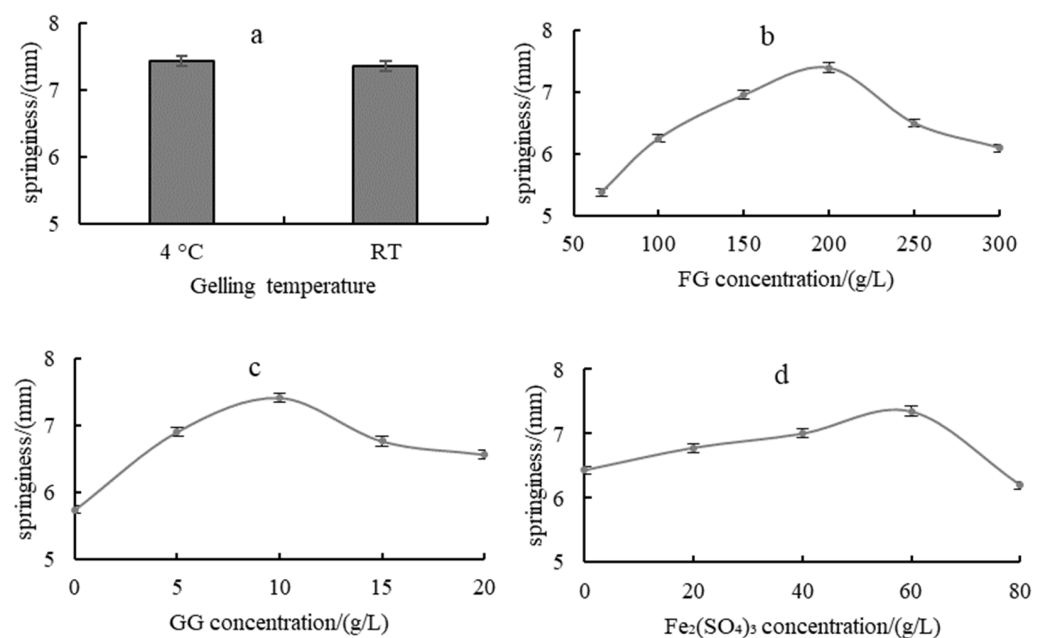 a
springiness/(mm)
8
7
6
5
4 °C RT
Gelling temperature
b
springiness/(mm)
8
7
6
5
50 100 150 200 250 300
FG concentration/(g/L)
c
springiness/(mm)
8
7
6
5
0 5 10 15 20
GG concentration/(g/L)
d
springiness/(mm)
8
7
6
5
0 20 40 60 80
Fe₂(SO₄)₃ concentration/(g/L)